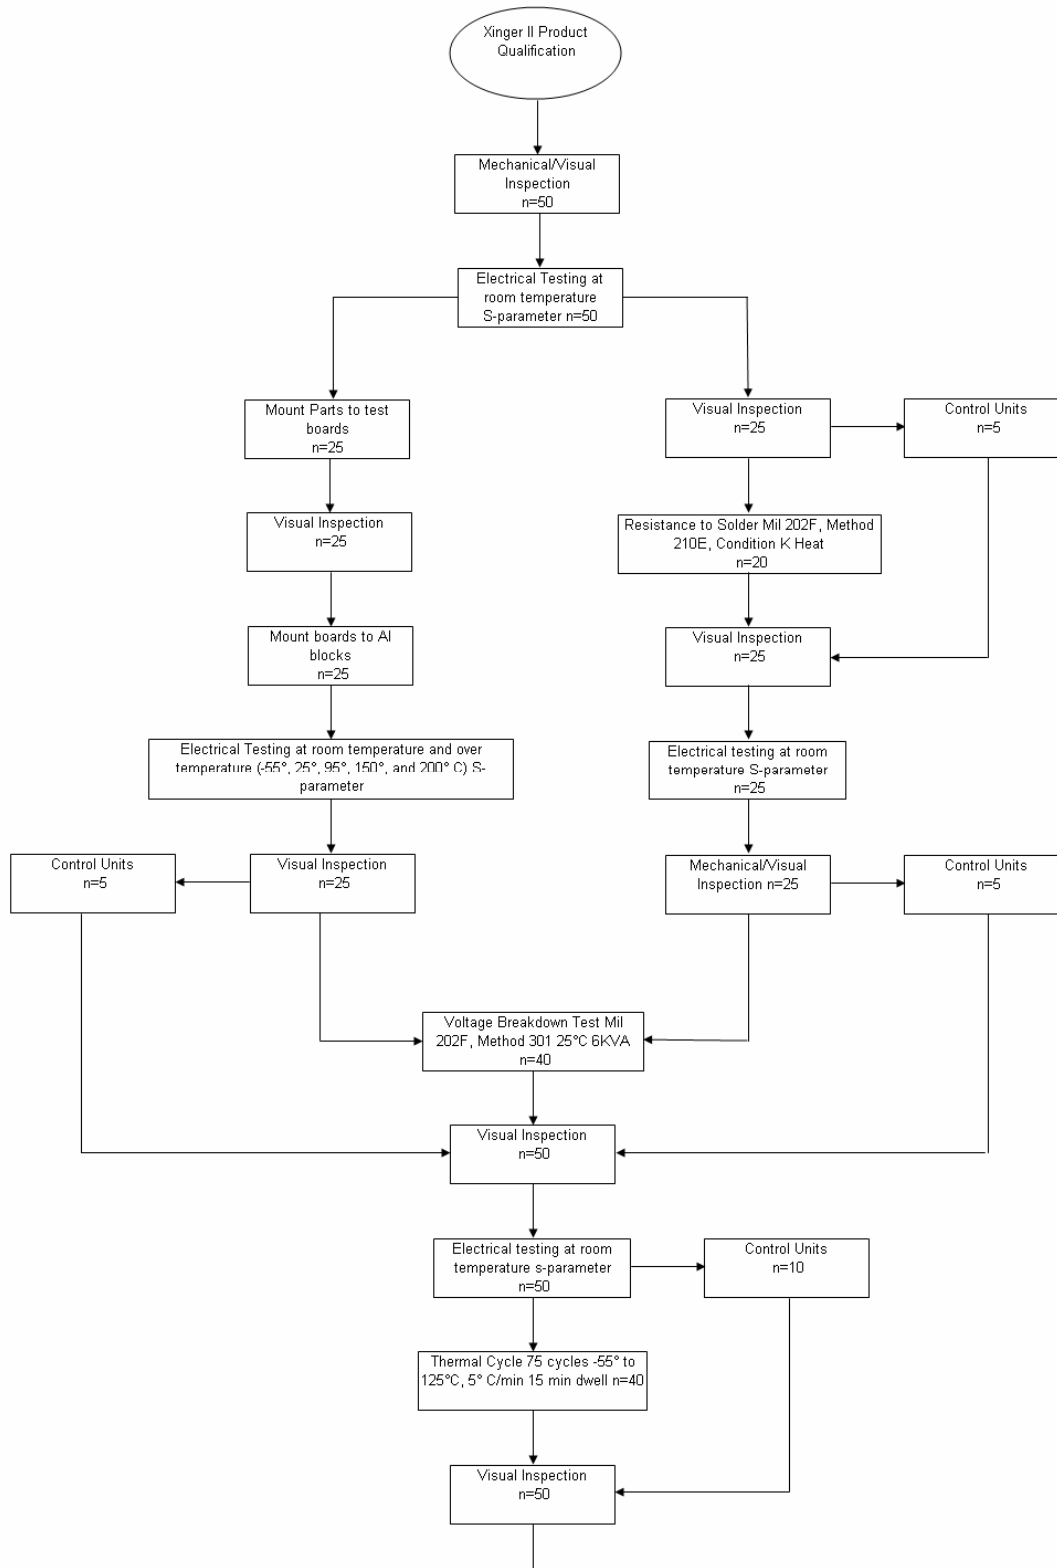 Xinger II Product
Qualification
Mechanical/Visual
Inspection
n=50
Electrical Testing at
room temperature
S-parameter n=50
Mount Parts to test
boards
n=25
Visual Inspection
n=25
Control Units
n=5
Visual Inspection
n=25
Resistance to Solder Mil 202F, Method
210E, Condition K Heat
n=20
Mount boards to Al
blocks
n=25
Visual Inspection
n=25
Electrical Testing at room temperature and over
temperature (-55°, 25°, 95°, 150°, and 200° C) S-
parameter
Electrical testing at room
temperature S-parameter
n=25
Control Units
n=5
Visual Inspection
n=25
Mechanical/Visual
Inspection n=25
Control Units
n=5
Voltage Breakdown Test Mil
202F, Method 301 25°C 6KVA
n=40
Visual Inspection
n=50
Electrical testing at room
temperature s-parameter
n=50
Control Units
n=10
Thermal Cycle 75 cycles -55° to
125°C, 5° C/min 15 min dwell n=40
Visual Inspection
n=50